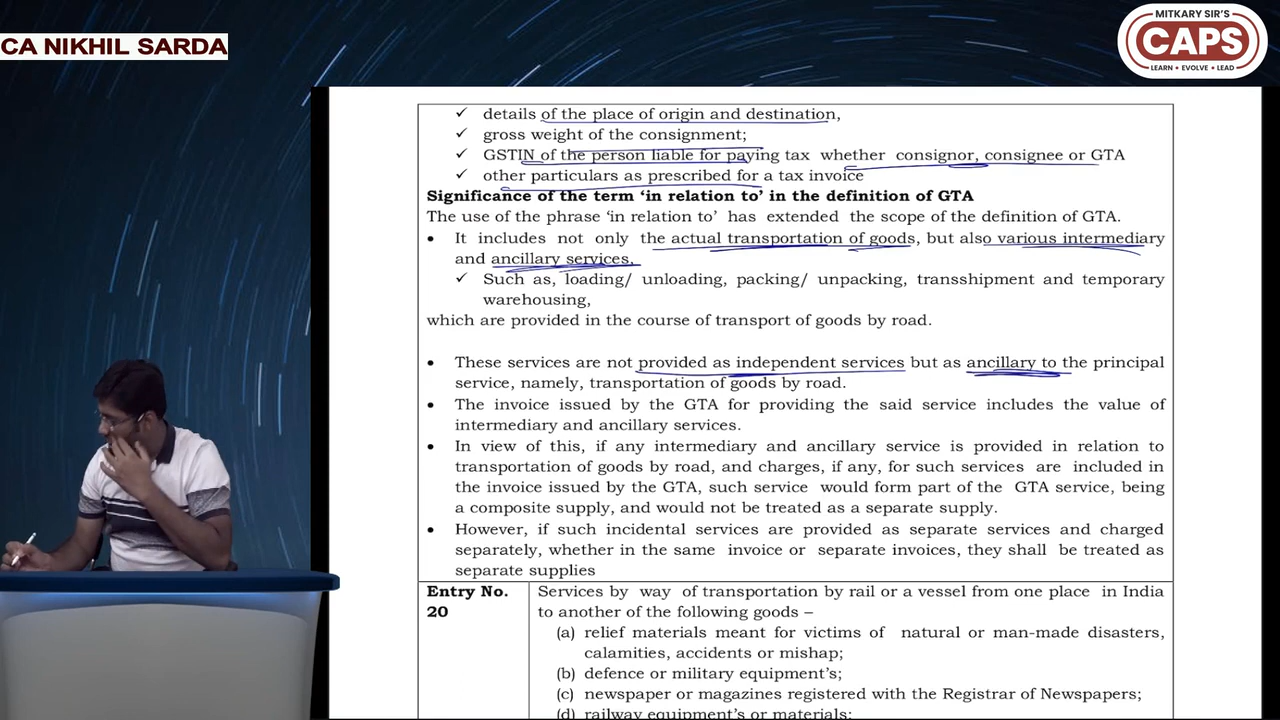 CA NIKHIL SARDA
MITKARY SIR'S
CAPS
LEARN • EVOLVE • LEAD
✓ details of the place of origin and destination,
✓ gross weight of the consignment;
✓ GSTIN of the person liable for paying tax whether consignor, consignee or GTA
✓ other particulars as prescribed for a tax invoice
Significance of the term ‘in relation to’ in the definition of GTA
The use of the phrase ‘in relation to’ has extended the scope of the definition of GTA.
• It includes not only the actual transportation of goods, but also various intermediary
and ancillary services,
✓ Such as, loading/ unloading, packing/ unpacking, transshipment and temporary
warehousing,
which are provided in the course of transport of goods by road.
• These services are not provided as independent services but as ancillary to the principal
service, namely, transportation of goods by road.
• The invoice issued by the GTA for providing the said service includes the value of
intermediary and ancillary services.
• In view of this, if any intermediary and ancillary service is provided in relation to
transportation of goods by road, and charges, if any, for such services are included in
the invoice issued by the GTA, such service would form part of the GTA service, being
a composite supply, and would not be treated as a separate supply.
• However, if such incidental services are provided as separate services and charged
separately, whether in the same invoice or separate invoices, they shall be treated as
separate supplies
Entry No.
20
Services by way of transportation by rail or a vessel from one place in India
to another of the following goods –
(a) relief materials meant for victims of natural or man-made disasters,
calamities, accidents or mishap;
(b) defence or military equipment’s;
(c) newspaper or magazines registered with the Registrar of Newspapers;
(d) railway equipment’s or materials;